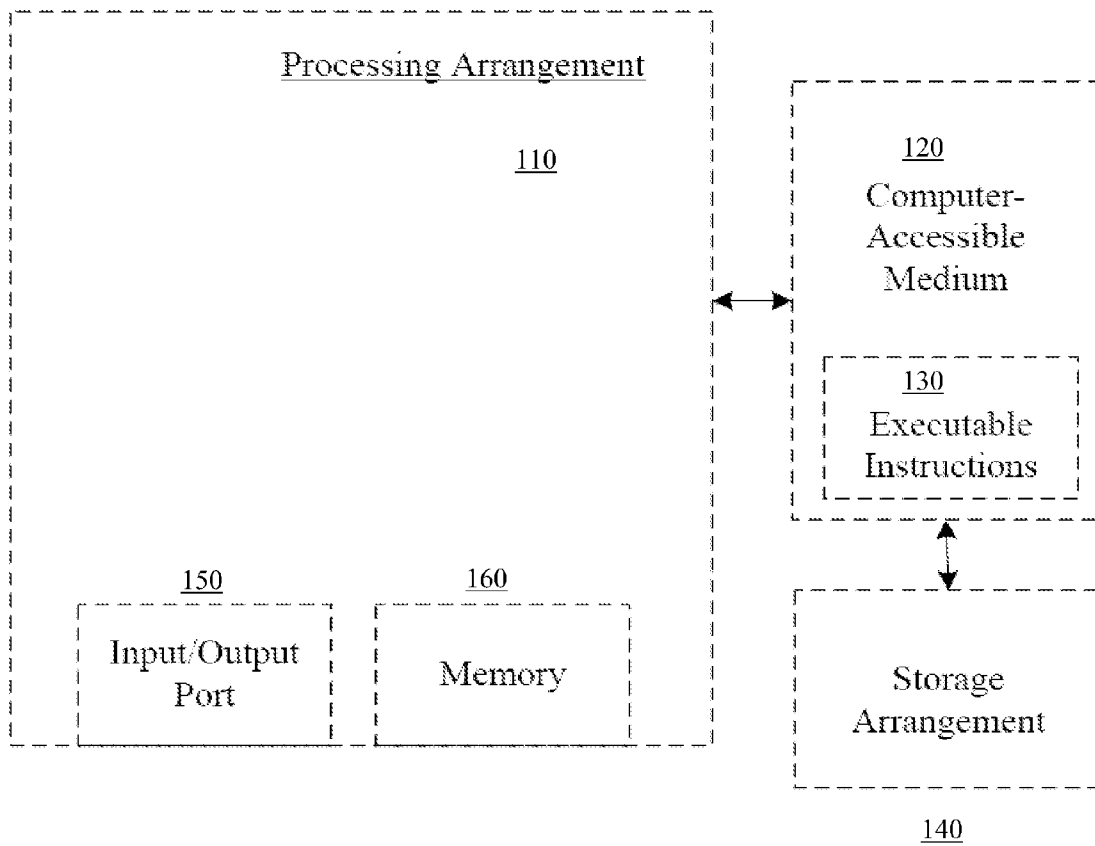 Processing Arrangement
110
150
Input/Output
Port
160
Memory
120
Computer-
Accessible
Medium
130
Executable
Instructions
Storage
Arrangement
140